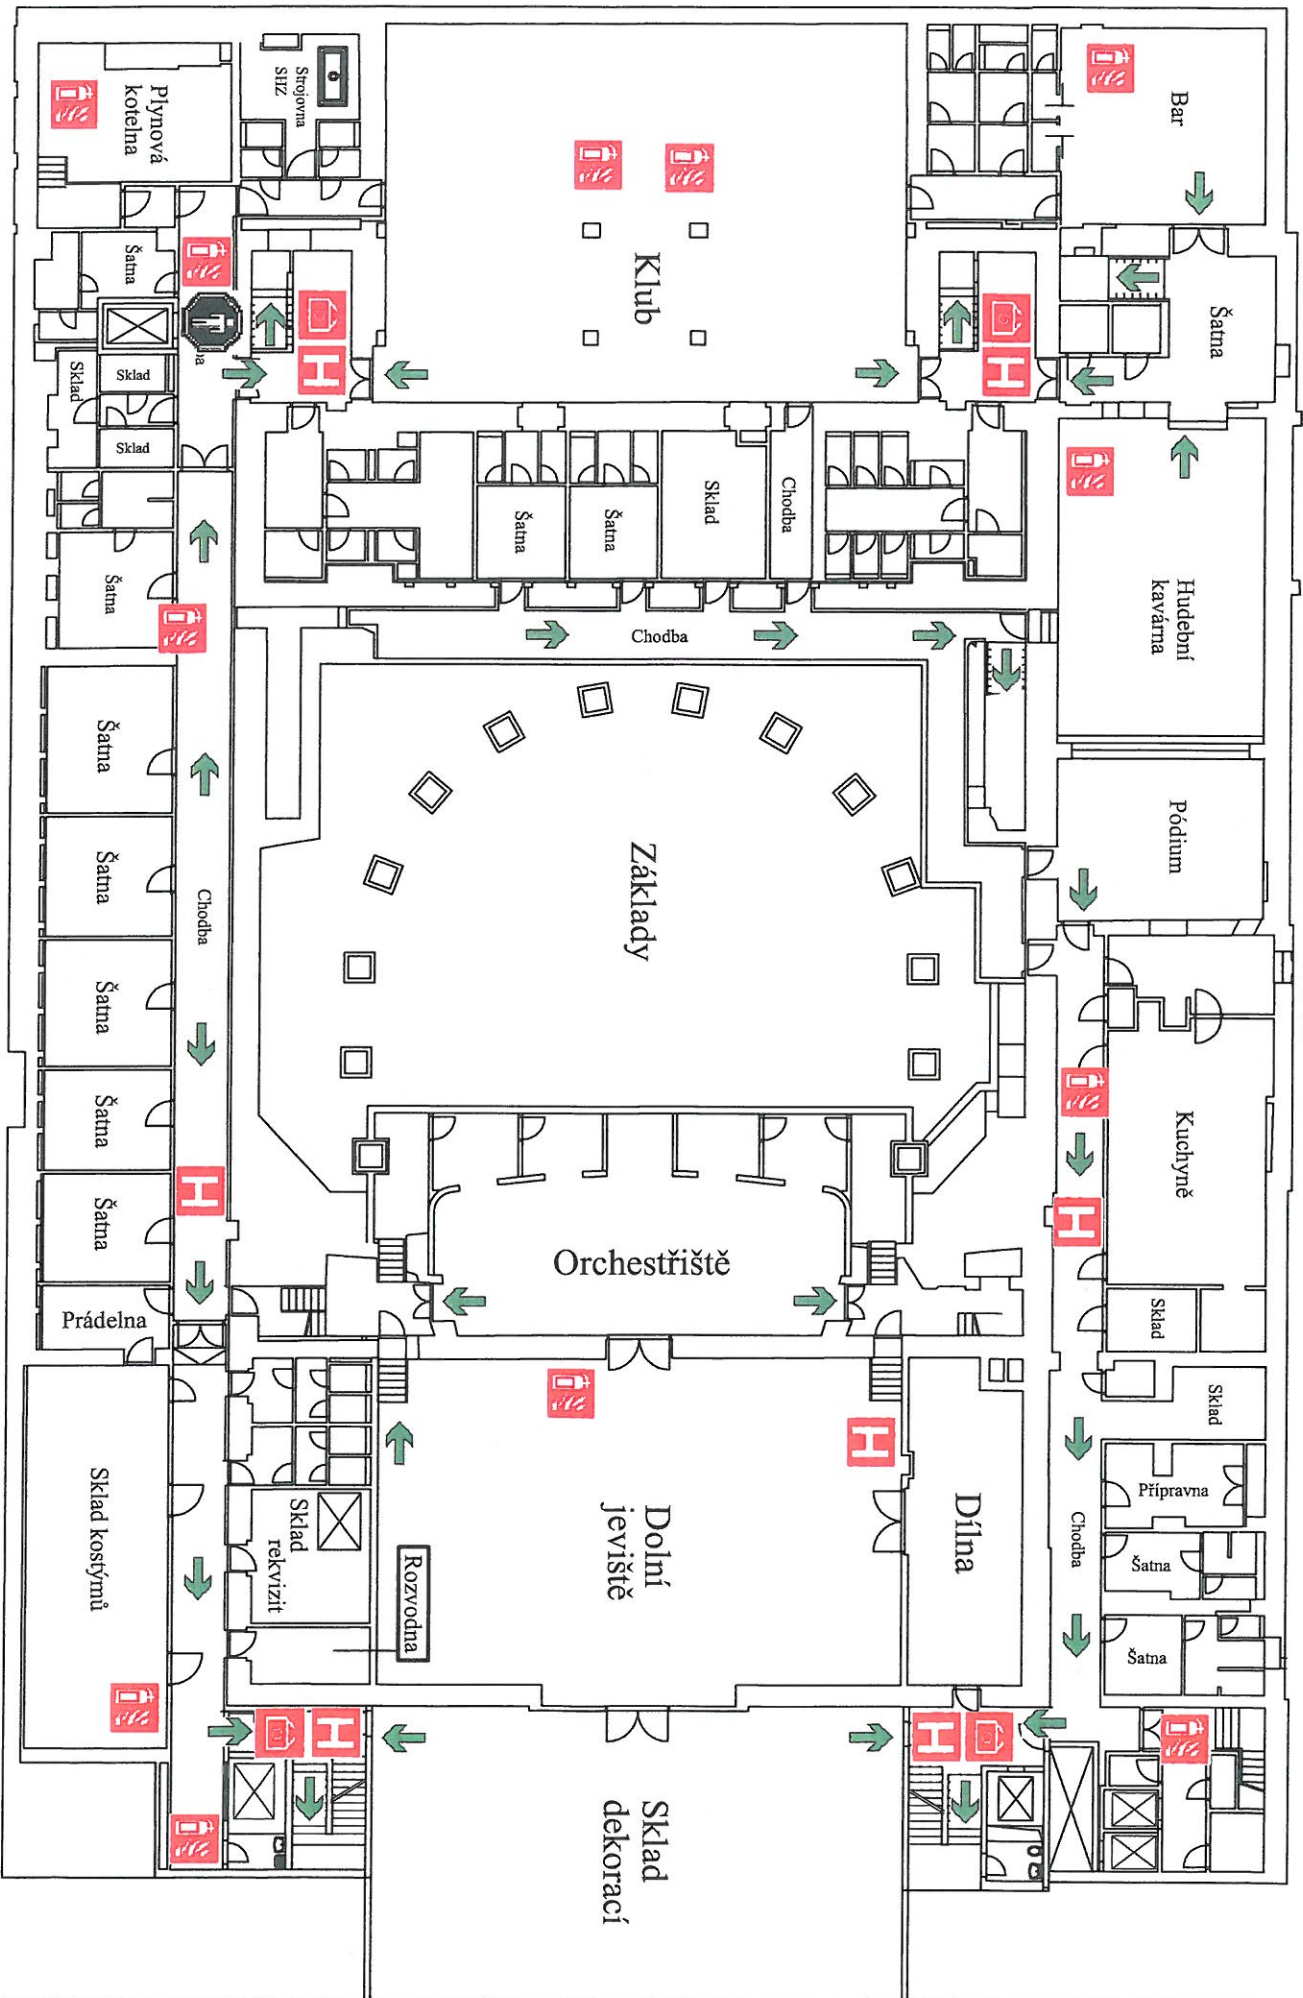 Plynová
kotelna
Strojovna
SHZ
Klub
Bar
Šatna
Šatna
H
H
Sklad
Sklad
Sklad
Šatna
Šatna
Sklad
Chodba
Šatna
Hudební
kavárna
Chodba
Šatna
Šatna
Šatna
Šatna
Šatna
Chodba
Základy
Pódium
Kuchyně
H
H
Orchestřiště
Prádelna
Sklad
Sklad
H
Sklad kostýmů
Sklad
rekvizit
Rozvodna
Dolní
jeviště
Dílna
Chodba
Přípravna
Šatna
Šatna
H
H
Sklad
dekorací